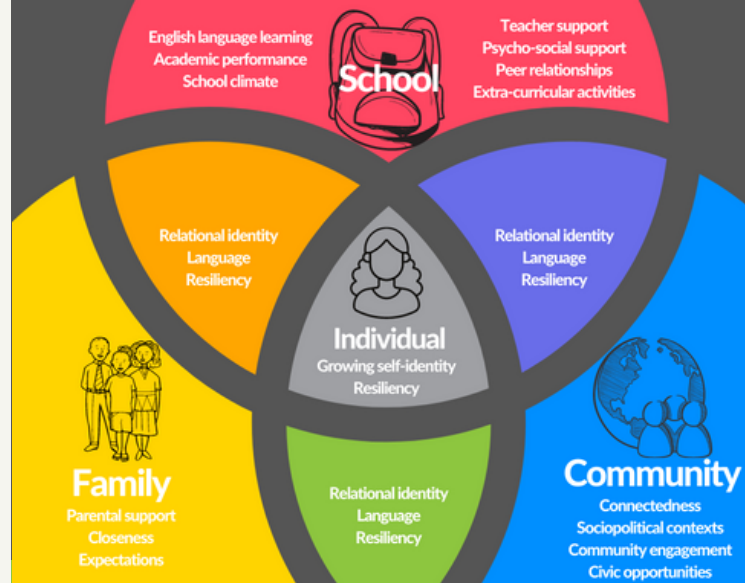 English language learning
Academic performance
School climate
School
Teacher support
Psycho-social support
Peer relationships
Extra-curricular activities
Relational identity
Language
Resiliency
Relational identity
Language
Resiliency
Individual
Growing self-identity
Resiliency
Family
Parental support
Closeness
Expectations
Relational identity
Language
Resiliency
Community
Connectedness
Sociopolitical contexts
Community engagement
Civic opportunities